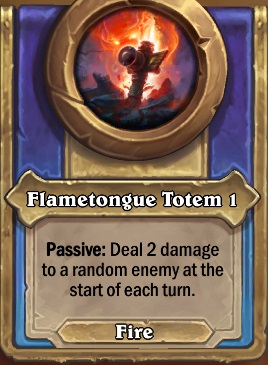 Flametongue Totem 1
Passive: Deal 2 damage
to a random enemy at the
start of each turn.
Fire